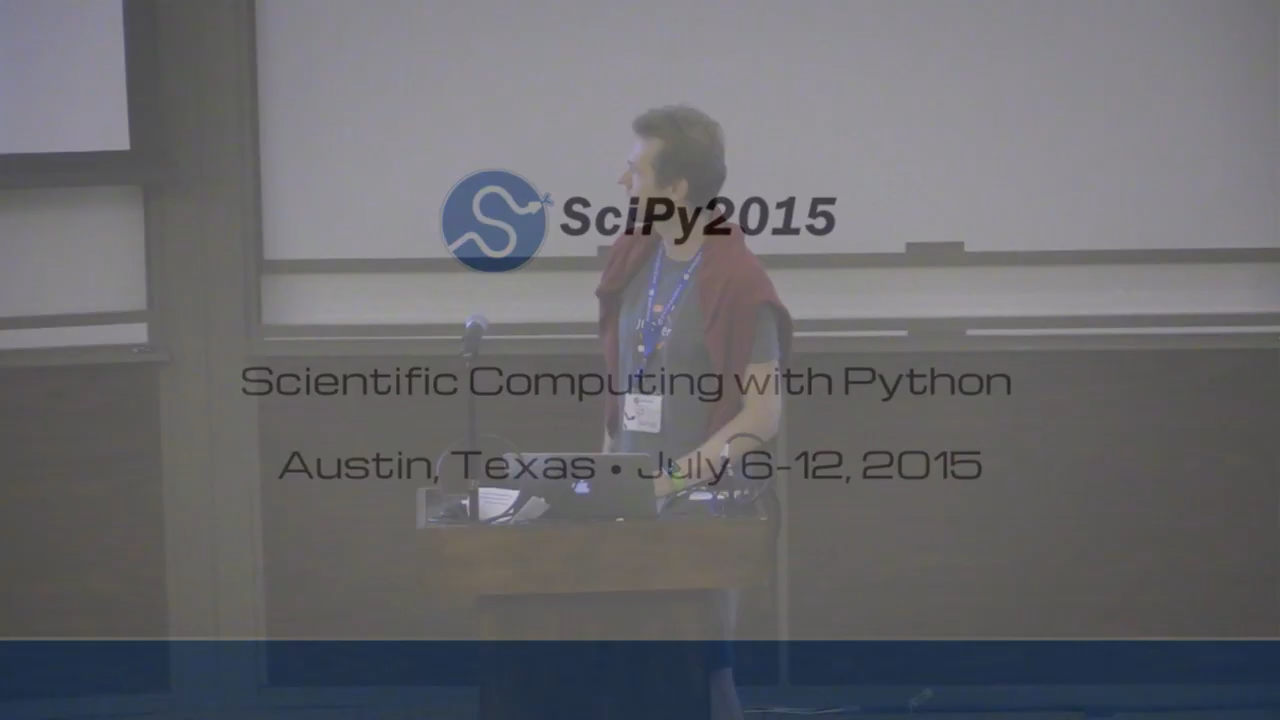 SciPy2015
Scientific Computing with Python
Austin, Texas • July 6-12, 2015